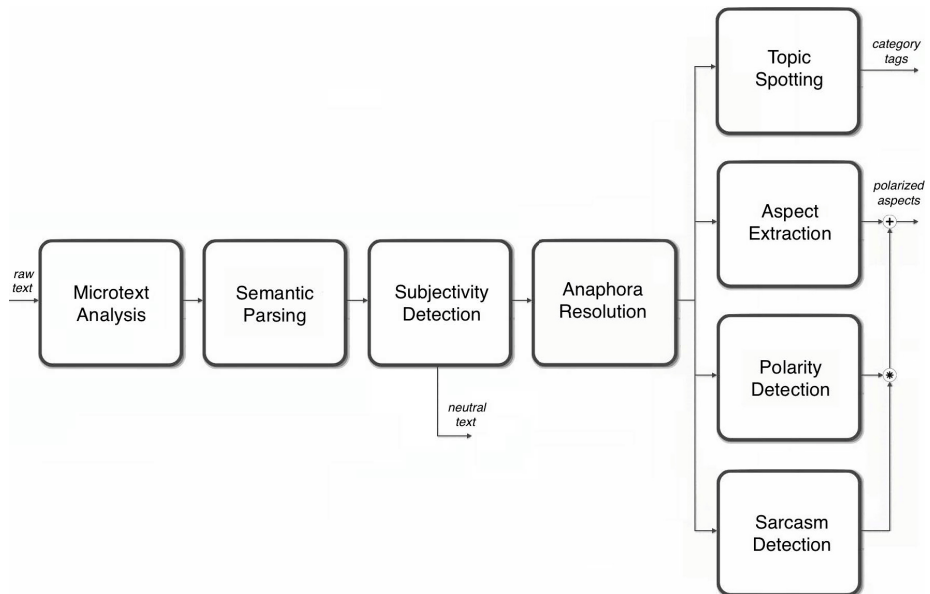 Topic
Spotting
category
tags
Aspect
Extraction
polarized
aspects
raw
text
Microtext
Analysis
Semantic
Parsing
Subjectivity
Detection
Anaphora
Resolution
neutral
text
Polarity
Detection
Sarcasm
Detection